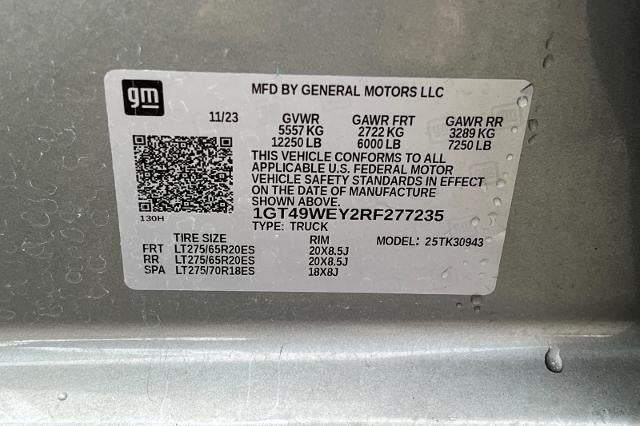 gm
MFD BY GENERAL MOTORS LLC
11/23 GVWR GAWR FRT GAWR RR
5557 KG 2722 KG 3289 KG
12250 LB 6000 LB 7250 LB
THIS VEHICLE CONFORMS TO ALL
APPLICABLE U.S. FEDERAL MOTOR
VEHICLE SAFETY STANDARDS IN EFFECT
ON THE DATE OF MANUFACTURE
SHOWN ABOVE.
1GT49WEY2RF277235
130H
TYPE: TRUCK
TIRE SIZE RIM MODEL: 25TK30943
FRT LT275/65R20ES 20X8.5J
RR LT275/65R20ES 20X8.5J
SPA LT275/70R18ES 18X8J